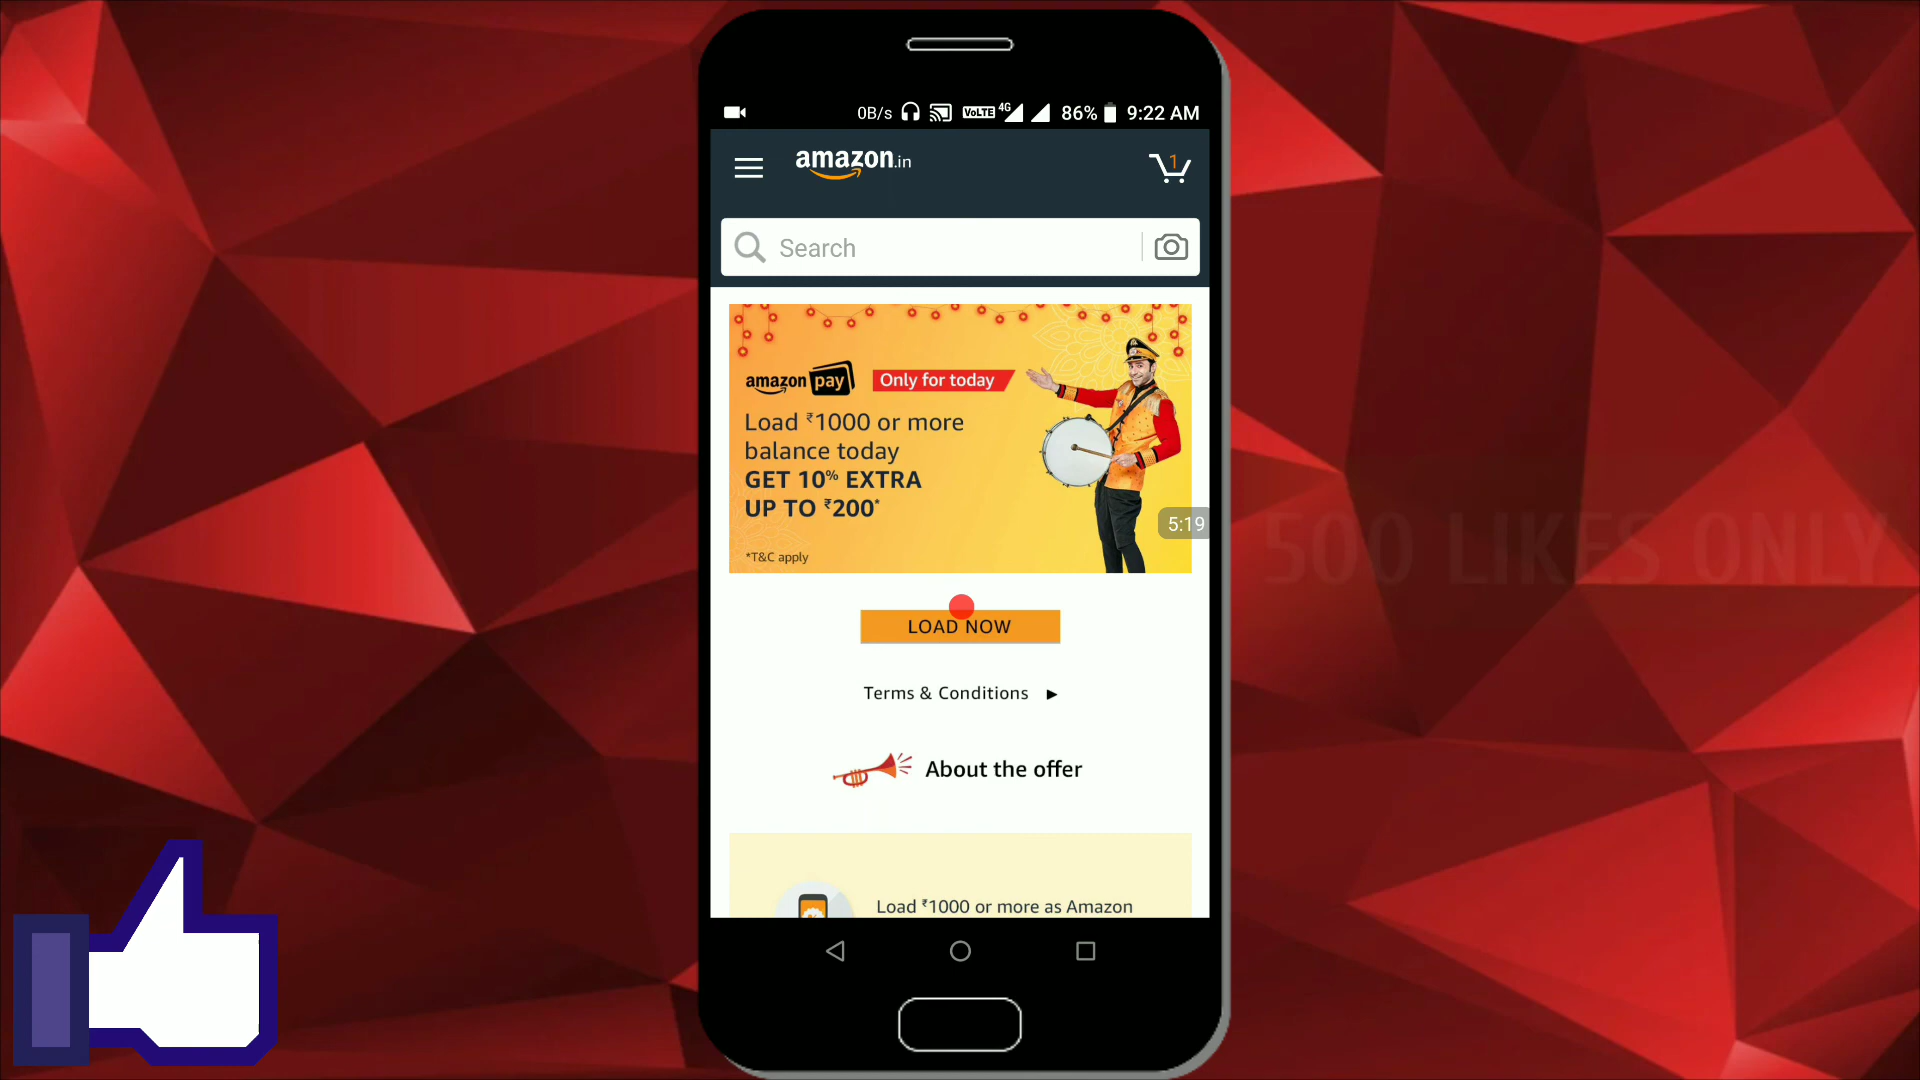 0B/s VoLTE 4G 86% 9:22 AM
amazon.in
1
Search
amazon pay Only for today
Load ₹1000 or more
balance today
GET 10% EXTRA
UP TO ₹200*
5:19
*T&C apply
500 LIKES ONLY
LOAD NOW
Terms & Conditions ▶
About the offer
Load ₹1000 or more as Amazon